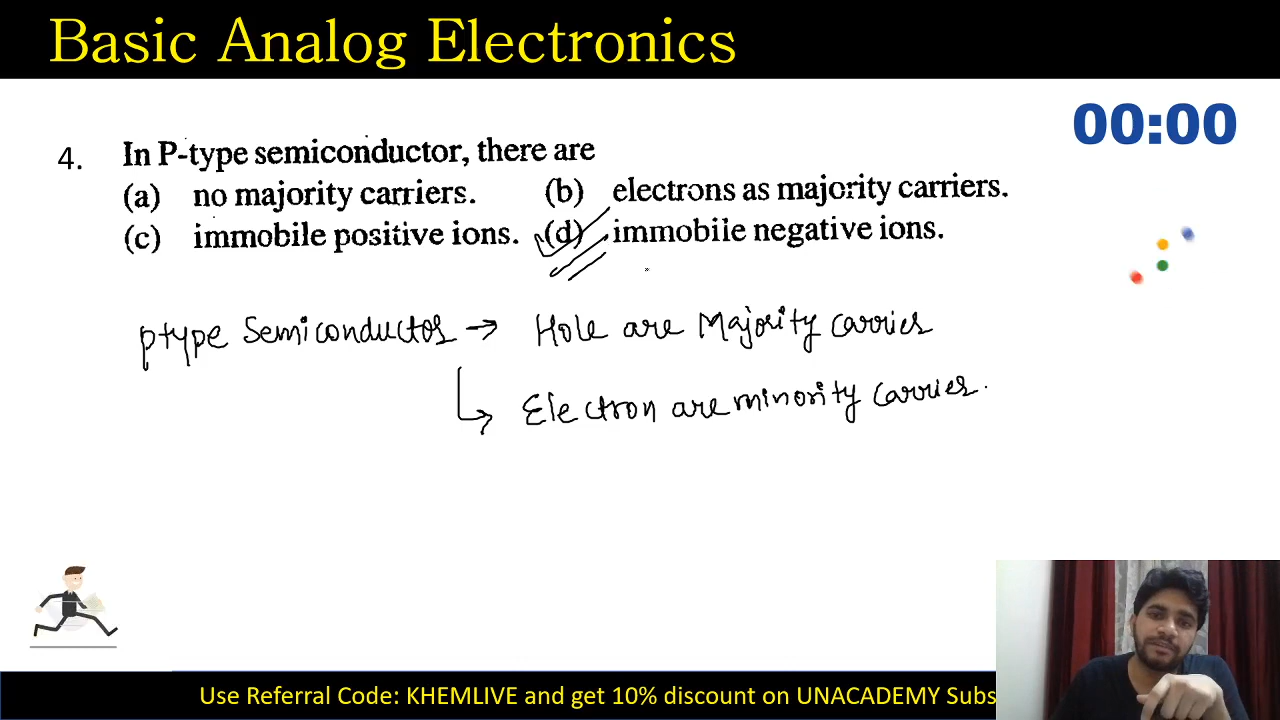 Basic Analog Electronics
00:00
4. In P-type semiconductor, there are
(a) no majority carriers. (b) electrons as majority carriers.
(c) immobile positive ions. (d) immobile negative ions.
ptype Semiconductor → Hole are Majority carries
Electron are minority carries.
Use Referral Code: KHEMLIVE and get 10% discount on UNACADEMY Subs